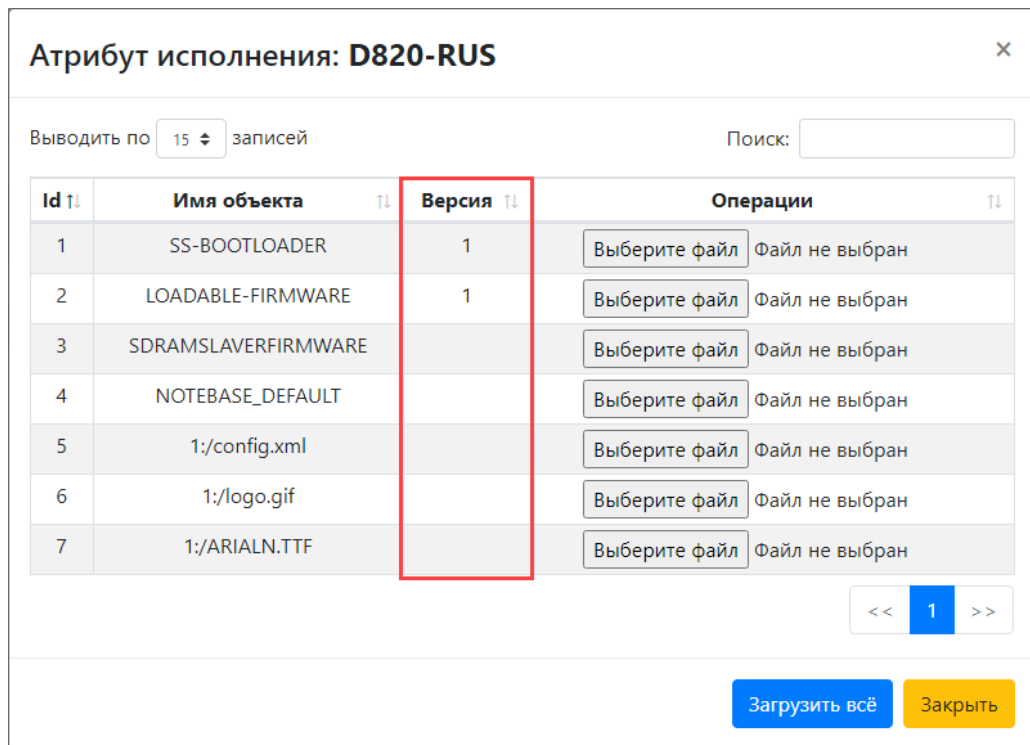 Атрибут исполнения: D820-RUS ×
Выводить по 15 записей Поиск:
Id Имя объекта Версия Операции
1 SS-BOOTLOADER 1 Выберите файл Файл не выбран
2 LOADABLE-FIRMWARE 1 Выберите файл Файл не выбран
3 SDRAMSLAVERFIRMWARE Выберите файл Файл не выбран
4 NOTEBASE_DEFAULT Выберите файл Файл не выбран
5 1:/config.xml Выберите файл Файл не выбран
6 1:/logo.gif Выберите файл Файл не выбран
7 1:/ARIALN.TTF Выберите файл Файл не выбран
<< 1 >>
Загрузить всё Закрыть